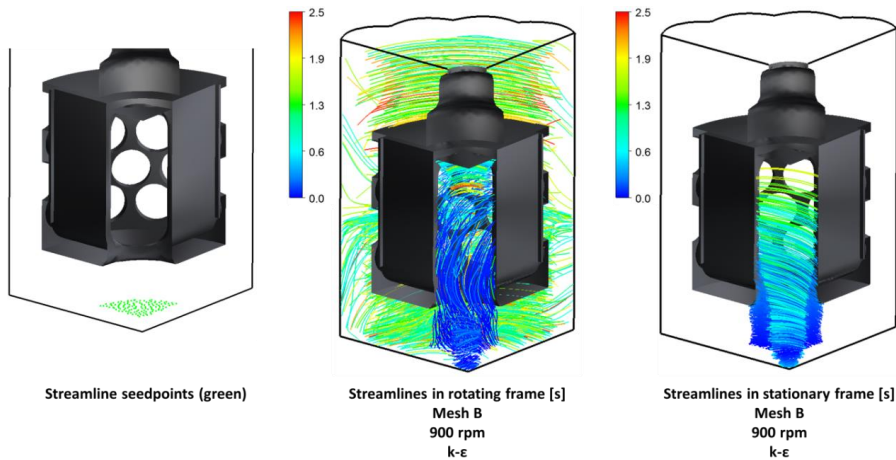 2.5
1.9
1.3
0.6
0.0
2.5
1.9
1.3
0.6
0.0
Streamline seedpoints (green)
Streamlines in rotating frame [s]
Mesh B
900 rpm
k-ε
Streamlines in stationary frame [s]
Mesh B
900 rpm
k-ε